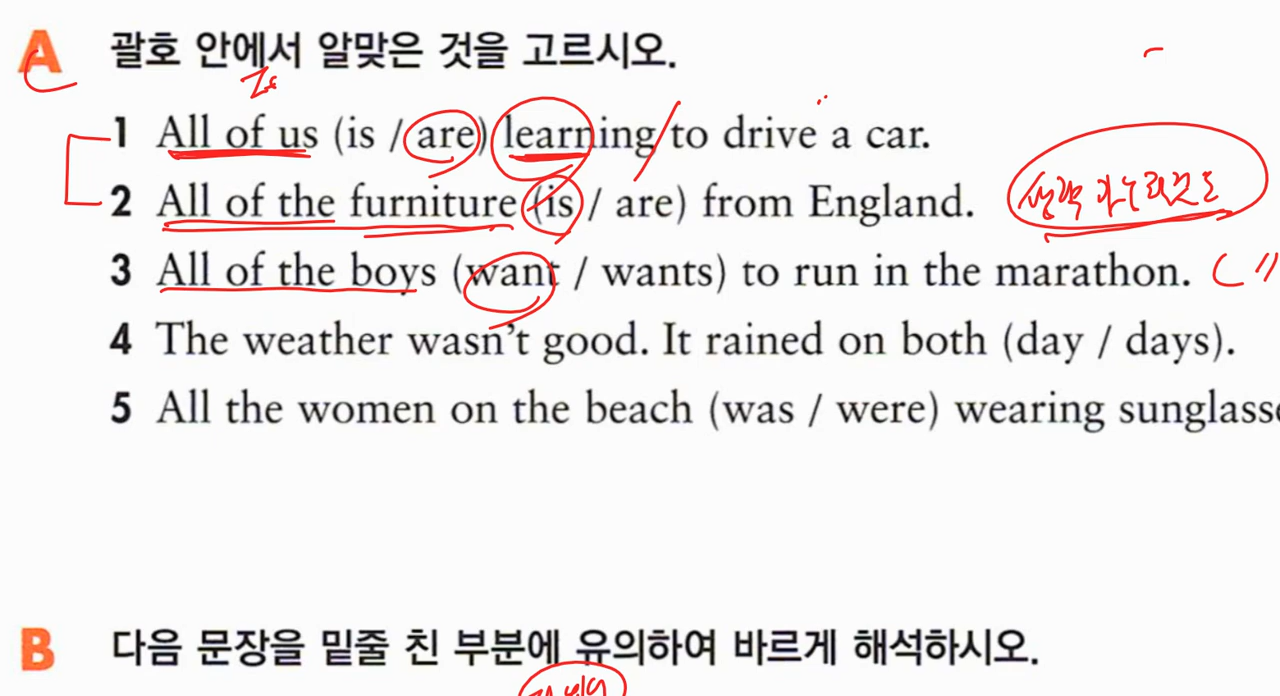 A 괄호 안에서 알맞은 것을 고르시오.
1 All of us (is / are) learning to drive a car.
2 All of the furniture (is / are) from England.
3 All of the boys (want / wants) to run in the marathon.
4 The weather wasn't good. It rained on both (day / days).
5 All the women on the beach (was / were) wearing sunglasse
B 다음 문장을 밑줄 친 부분에 유의하여 바르게 해석하시오.